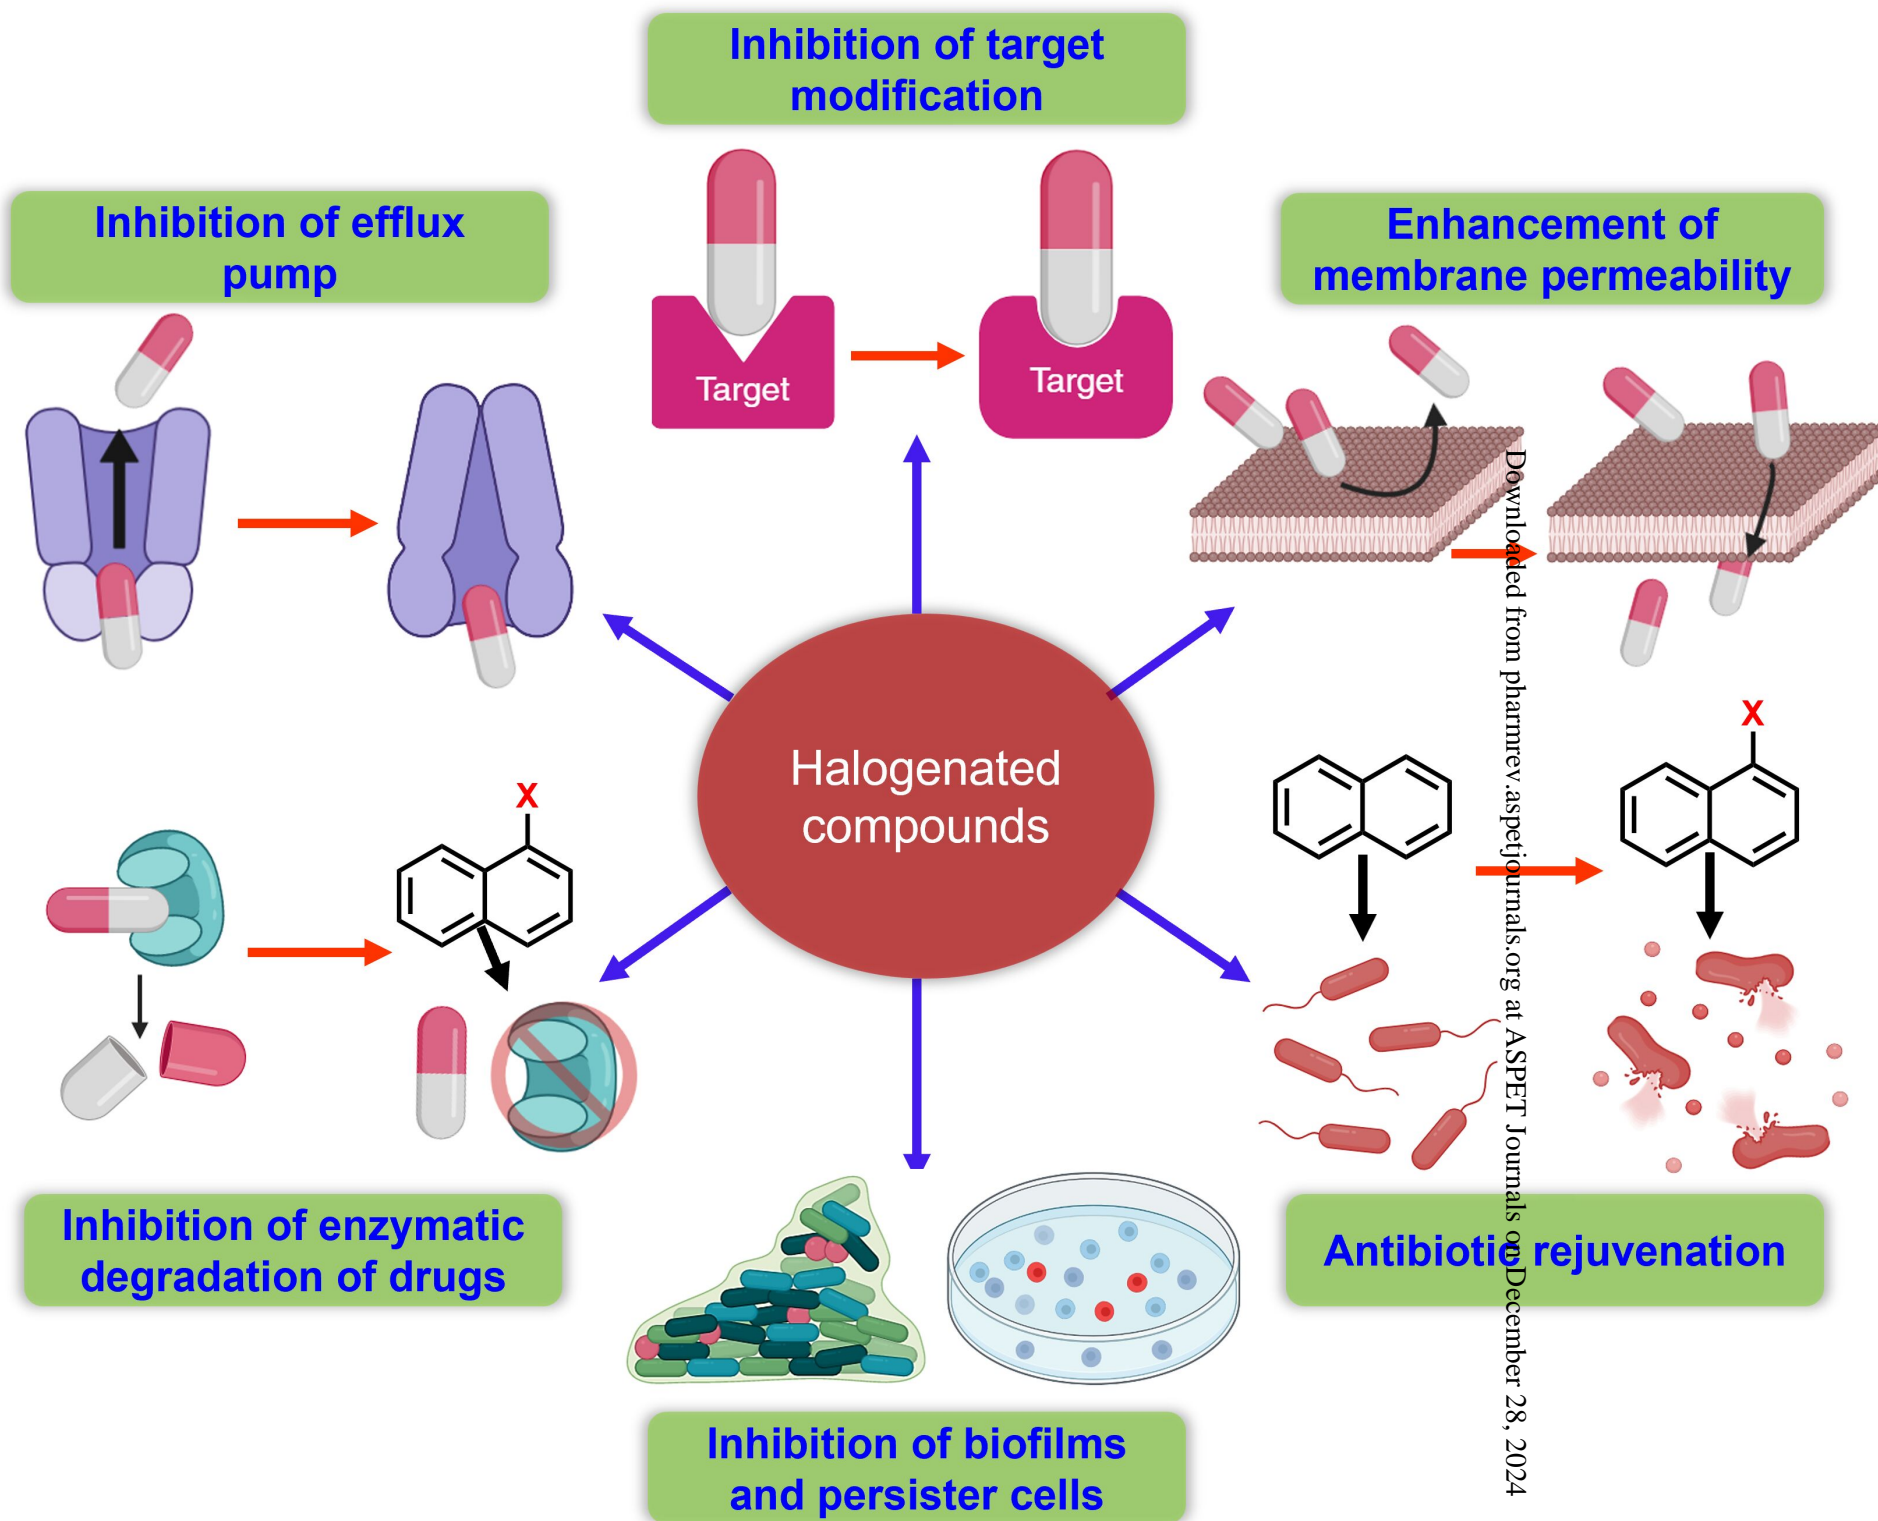 Inhibition of target
modification
Inhibition of efflux
pump
Enhancement of
membrane permeability
Target
Target
Halogenated
compounds
X
X
Inhibition of enzymatic
degradation of drugs
Antibiotic rejuvenation
Inhibition of biofilms
and persister cells
Downloaded from pharmrev.aspetjournals.org at ASPET Journals on December 28, 2024